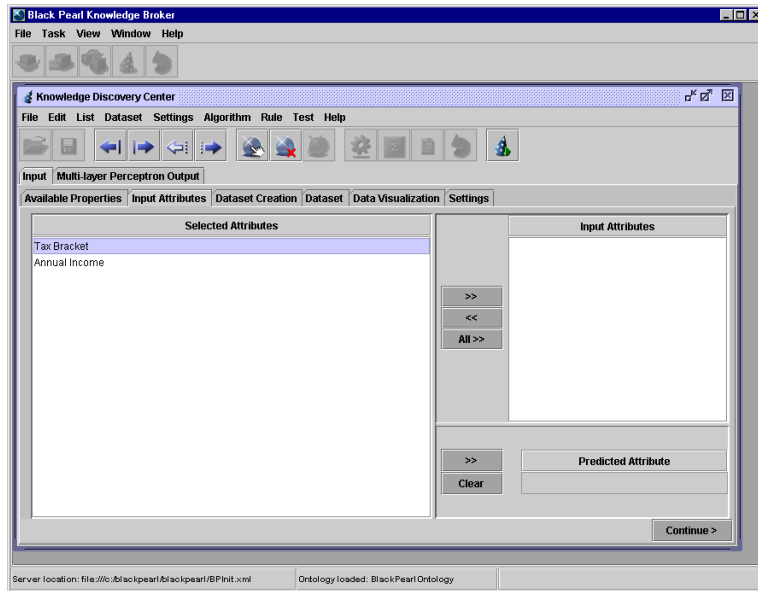 Black Pearl Knowledge Broker
File Task View Window Help
Knowledge Discovery Center
File Edit List Dataset Settings Algorithm Rule Test Help
Input Multi-layer Perceptron Output
Available Properties Input Attributes Dataset Creation Dataset Data Visualization Settings
Selected Attributes
Input Attributes
Tax Bracket
Annual Income
>>
<<
All >>
>>
Predicted Attribute
Clear
Continue >
Server location: file:///c:/blackpearl/blackpearl/BPInit.xml
Ontology loaded: BlackPearlOntology